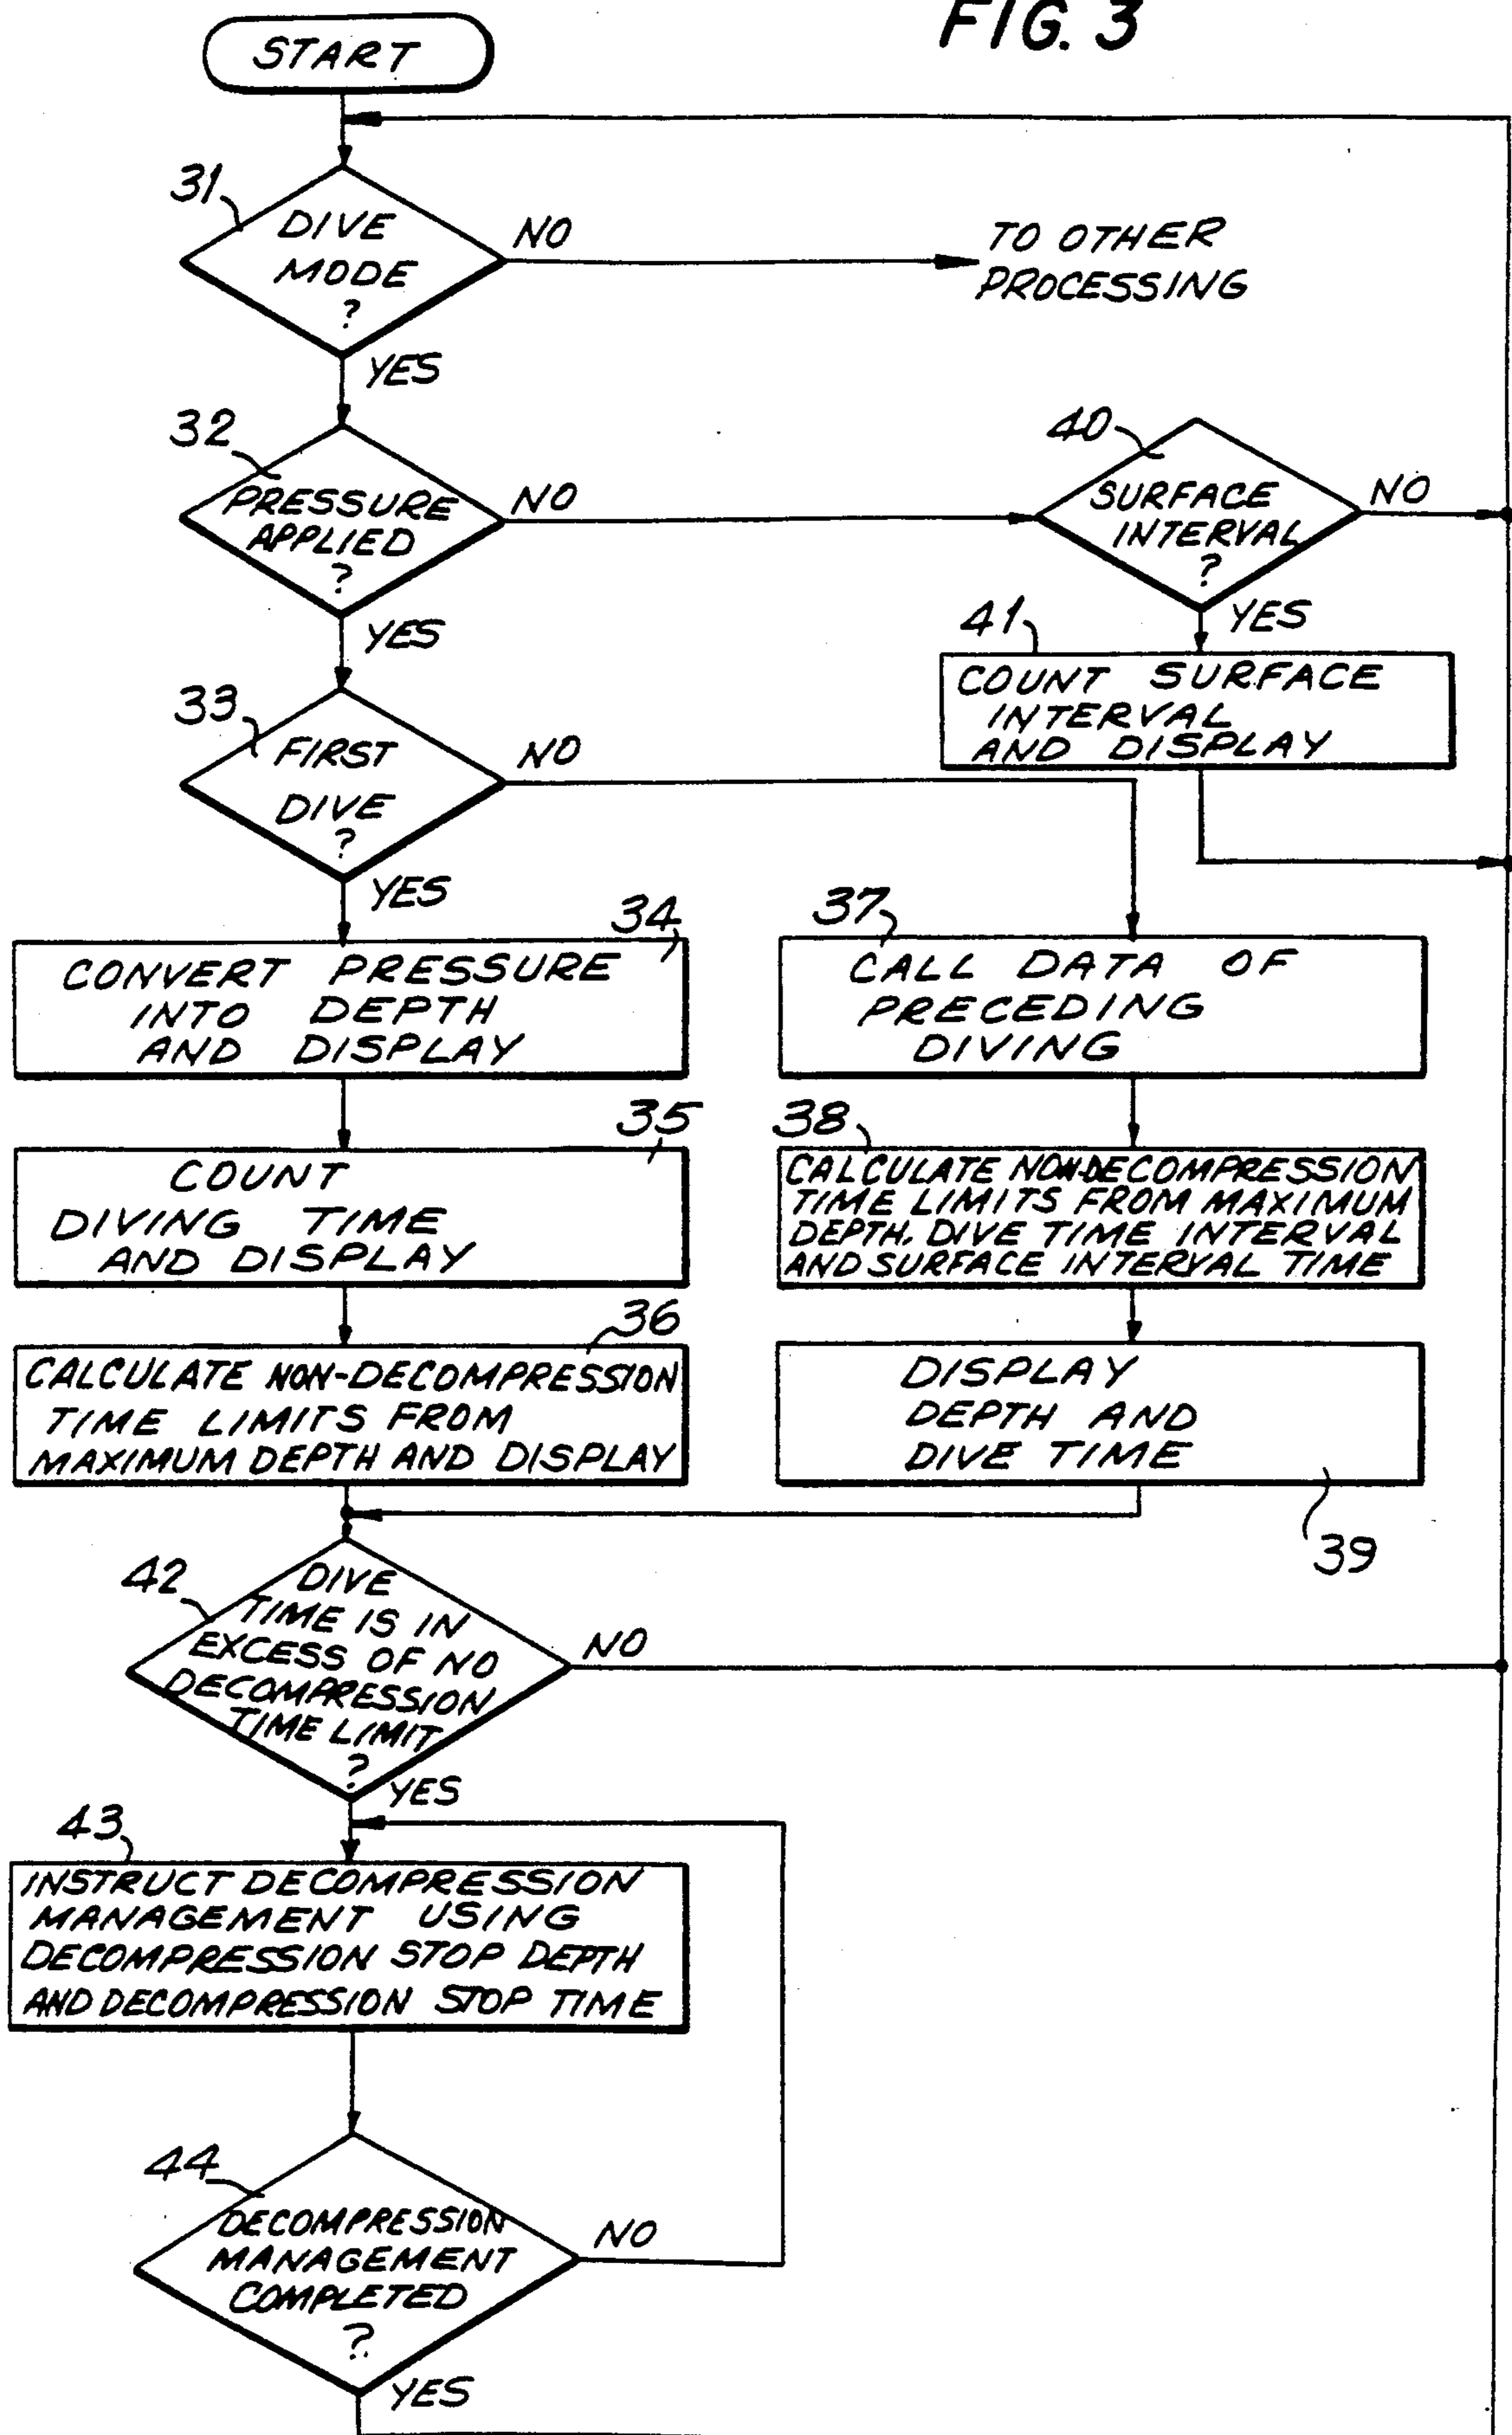 FIG. 3
START
31
DIVE
MODE
?
NO
TO OTHER
PROCESSING
YES
32
PRESSURE
APPLIED
?
NO
40
SURFACE
INTERVAL
?
NO
YES
YES
41
COUNT SURFACE
INTERVAL
AND DISPLAY
33
FIRST
DIVE
?
NO
YES
34
CONVERT PRESSURE
INTO DEPTH
AND DISPLAY
37
CALL DATA OF
PRECEDING
DIVING
35
COUNT
DIVING TIME
AND DISPLAY
38
CALCULATE NON-DECOMPRESSION
TIME LIMITS FROM MAXIMUM
DEPTH. DIVE TIME INTERVAL
AND SURFACE INTERVAL TIME
36
CALCULATE NON-DECOMPRESSION
TIME LIMITS FROM
MAXIMUM DEPTH AND DISPLAY
DISPLAY
DEPTH AND
DIVE TIME
39
42
DIVE
TIME IS IN
EXCESS OF NO
DECOMPRESSION
TIME LIMIT
?
NO
YES
43
INSTRUCT DECOMPRESSION
MANAGEMENT USING
DECOMPRESSION STOP DEPTH
AND DECOMPRESSION STOP TIME
44
DECOMPRESSION
MANAGEMENT
COMPLETED
?
NO
YES